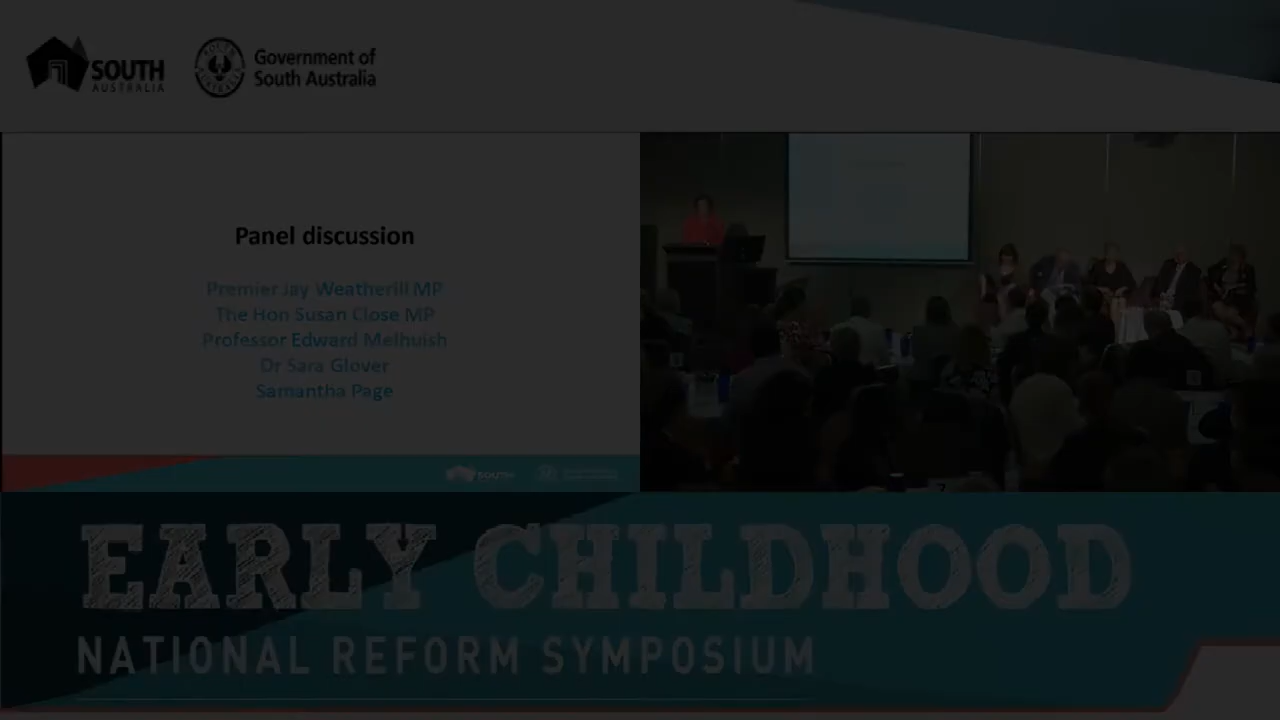 SOUTH
AUSTRALIA
Government of
South Australia
Panel discussion
Premier Jay Weatherill MP
The Hon Susan Close MP
Professor Edward Melhuish
Dr Sara Glover
Samantha Page
SOUTH
EARLY CHILDHOOD
NATIONAL REFORM SYMPOSIUM